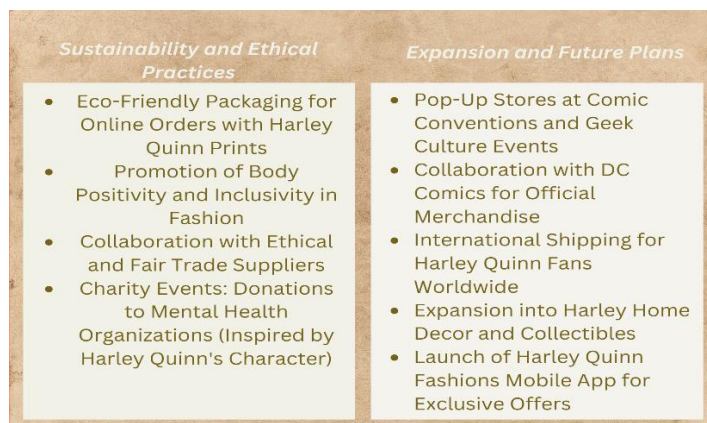 Sustainability and Ethical
Practices
• Eco-Friendly Packaging for
Online Orders with Harley
Quinn Prints
• Promotion of Body
Positivity and Inclusivity in
Fashion
• Collaboration with Ethical
and Fair Trade Suppliers
• Charity Events: Donations
to Mental Health
Organizations (Inspired by
Harley Quinn's Character)
Expansion and Future Plans
• Pop-Up Stores at Comic
Conventions and Geek
Culture Events
• Collaboration with DC
Comics for Official
Merchandise
• International Shipping for
Harley Quinn Fans
Worldwide
• Expansion into Harley Home
Decor and Collectibles
• Launch of Harley Quinn
Fashions Mobile App for
Exclusive Offers